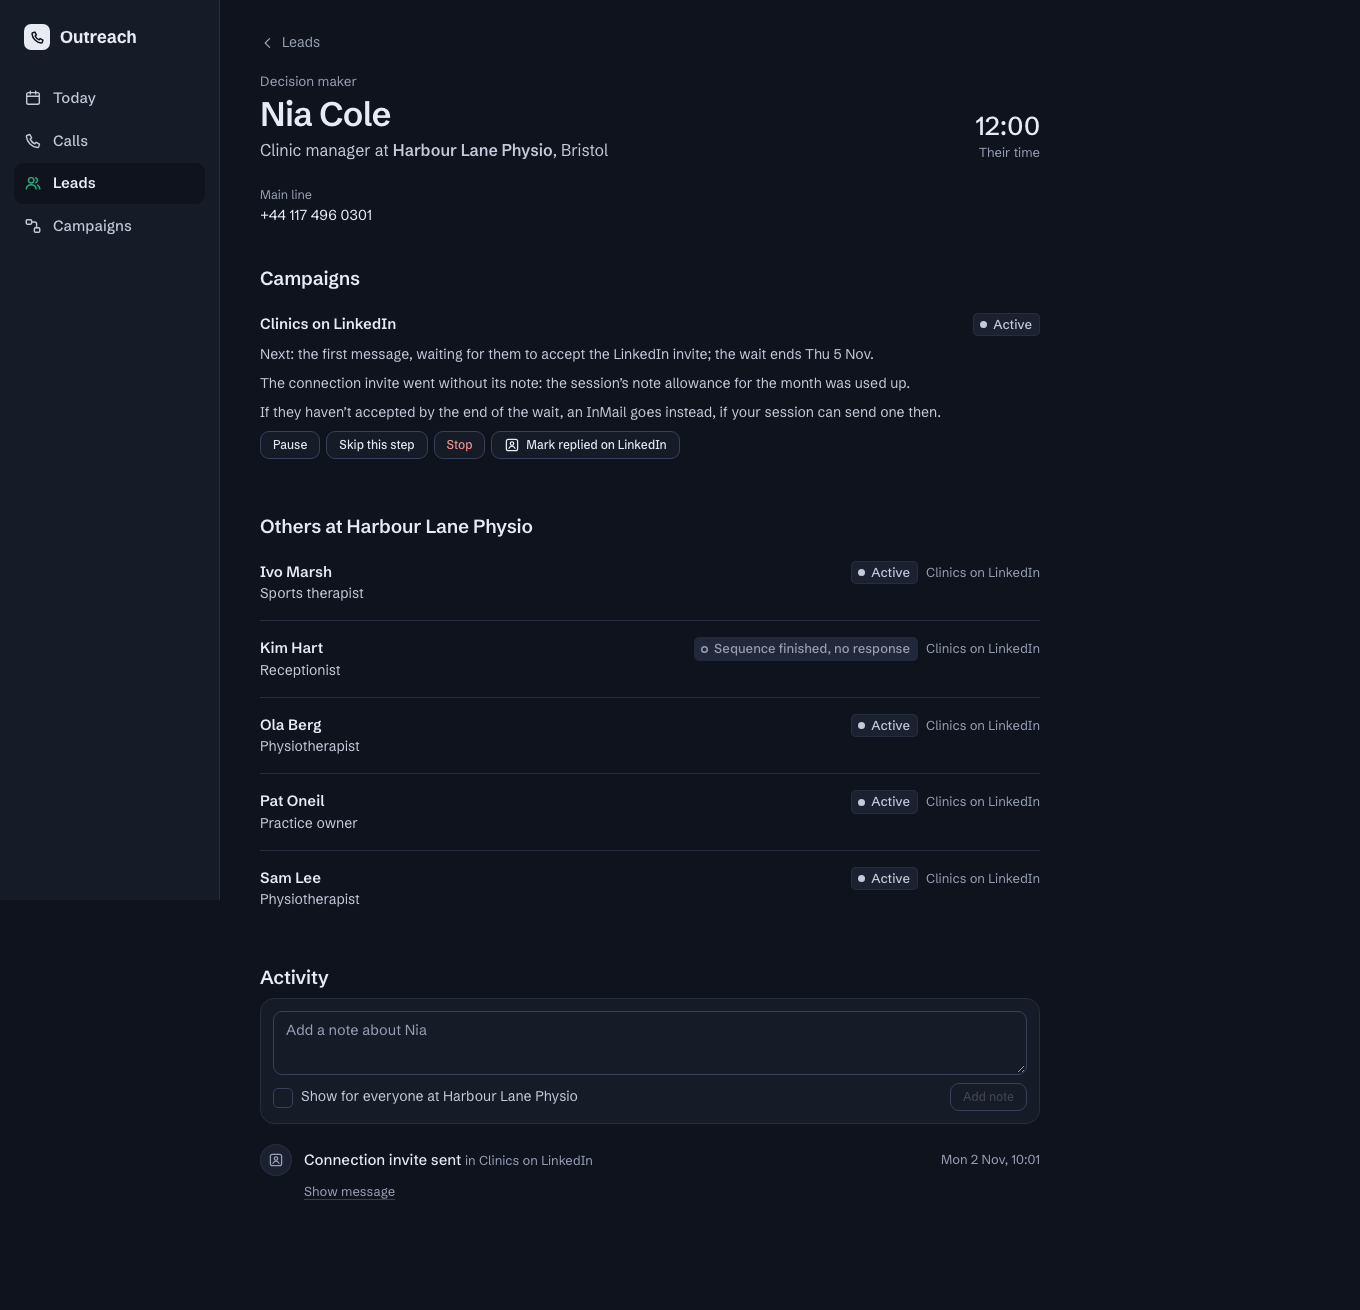 Outreach
Today
Calls
Leads
Campaigns
Leads
Decision maker
Nia Cole
Clinic manager at Harbour Lane Physio, Bristol
12:00
Their time
Main line
+44 117 496 0301
Campaigns
Clinics on LinkedIn
Active
Next: the first message, waiting for them to accept the LinkedIn invite; the wait ends Thu 5 Nov.
The connection invite went without its note: the session’s note allowance for the month was used up.
If they haven’t accepted by the end of the wait, an InMail goes instead, if your session can send one then.
Pause
Skip this step
Stop
Mark replied on LinkedIn
Others at Harbour Lane Physio
Ivo Marsh
Active Clinics on LinkedIn
Sports therapist
Kim Hart
Sequence finished, no response Clinics on LinkedIn
Receptionist
Ola Berg
Active Clinics on LinkedIn
Physiotherapist
Pat Oneil
Active Clinics on LinkedIn
Practice owner
Sam Lee
Active Clinics on LinkedIn
Physiotherapist
Activity
Add a note about Nia
Show for everyone at Harbour Lane Physio
Add note
Connection invite sent in Clinics on LinkedIn
Mon 2 Nov, 10:01
Show message